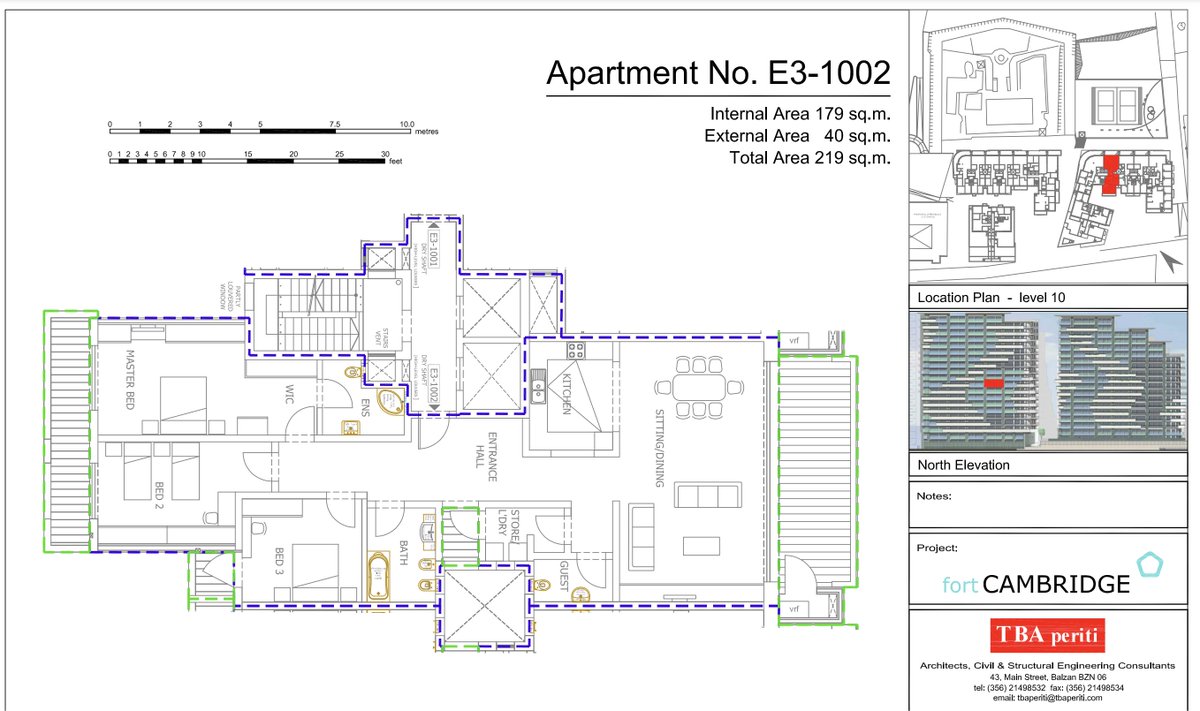 Apartment No. E3-1002
Internal Area 179 sq.m.
External Area 40 sq.m.
Total Area 219 sq.m.
0 1 2 3 4 5 7.5 10.0 metres
0 1 2 3 4 5 6 7 8 9 10 15 20 25 30 feet
E3-1001
DRY SHAFT
PARTLY
LOUVERED
WINDOW
STAIRS
VENT
DRY SHAFT
E3-1002
MASTER BED
WIC
ENS
KITCHEN
vrf
SITTING/DINING
ENTRANCE
HALL
BED 2
BED 3
BATH
STORE/
L'DRY
GUEST
vrf
Location Plan - level 10
North Elevation
Notes:
Project:
fort CAMBRIDGE
TBA periti
Architects, Civil & Structural Engineering Consultants
43, Main Street, Balzan BZN 06
tel: (356) 21498532 fax: (356) 21498534
email: tbaperiti@tbaperiti.com